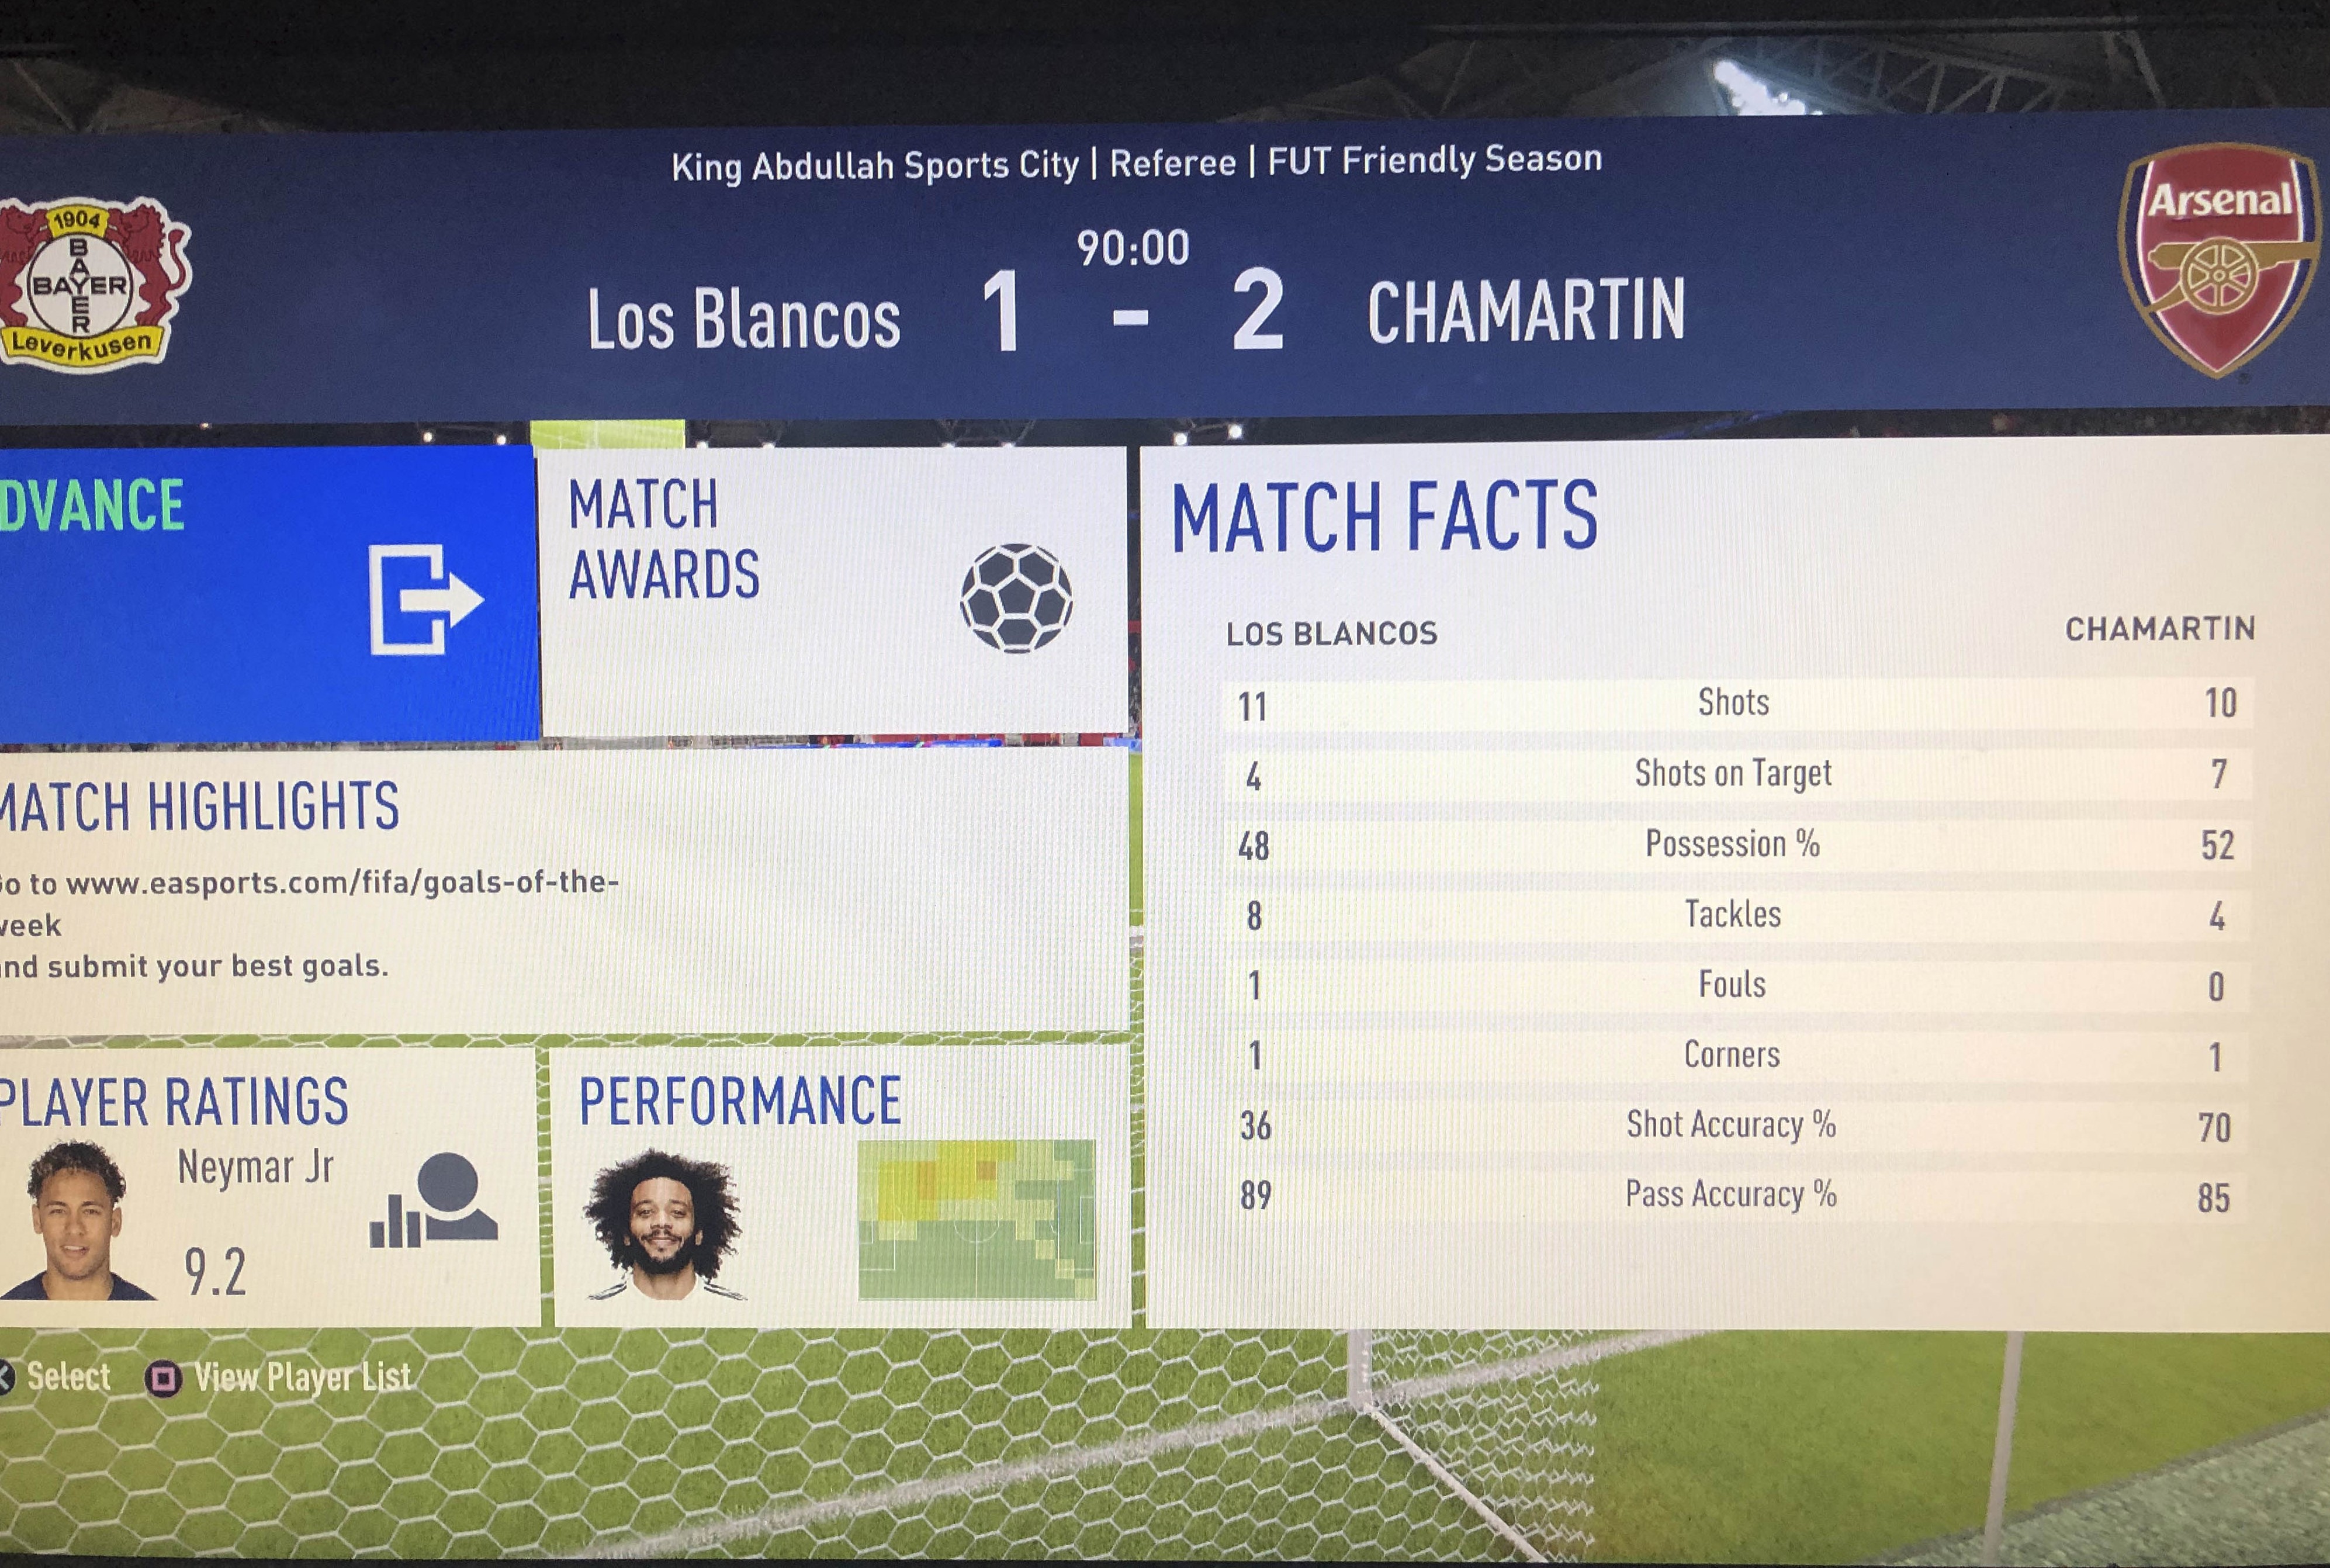 King Abdullah Sports City | Referee | FUT Friendly Season
90:00
Los Blancos 1 - 2 CHAMARTIN
1904
BAYER
BAYER
Leverkusen
Arsenal
DVANCE
MATCH
AWARDS
MATCH HIGHLIGHTS
Go to www.easports.com/fifa/goals-of-the-
week
and submit your best goals.
PLAYER RATINGS
Neymar Jr
9.2
PERFORMANCE
MATCH FACTS
LOS BLANCOS CHAMARTIN
11 Shots 10
4 Shots on Target 7
48 Possession % 52
8 Tackles 4
1 Fouls 0
1 Corners 1
36 Shot Accuracy % 70
89 Pass Accuracy % 85
Select View Player List